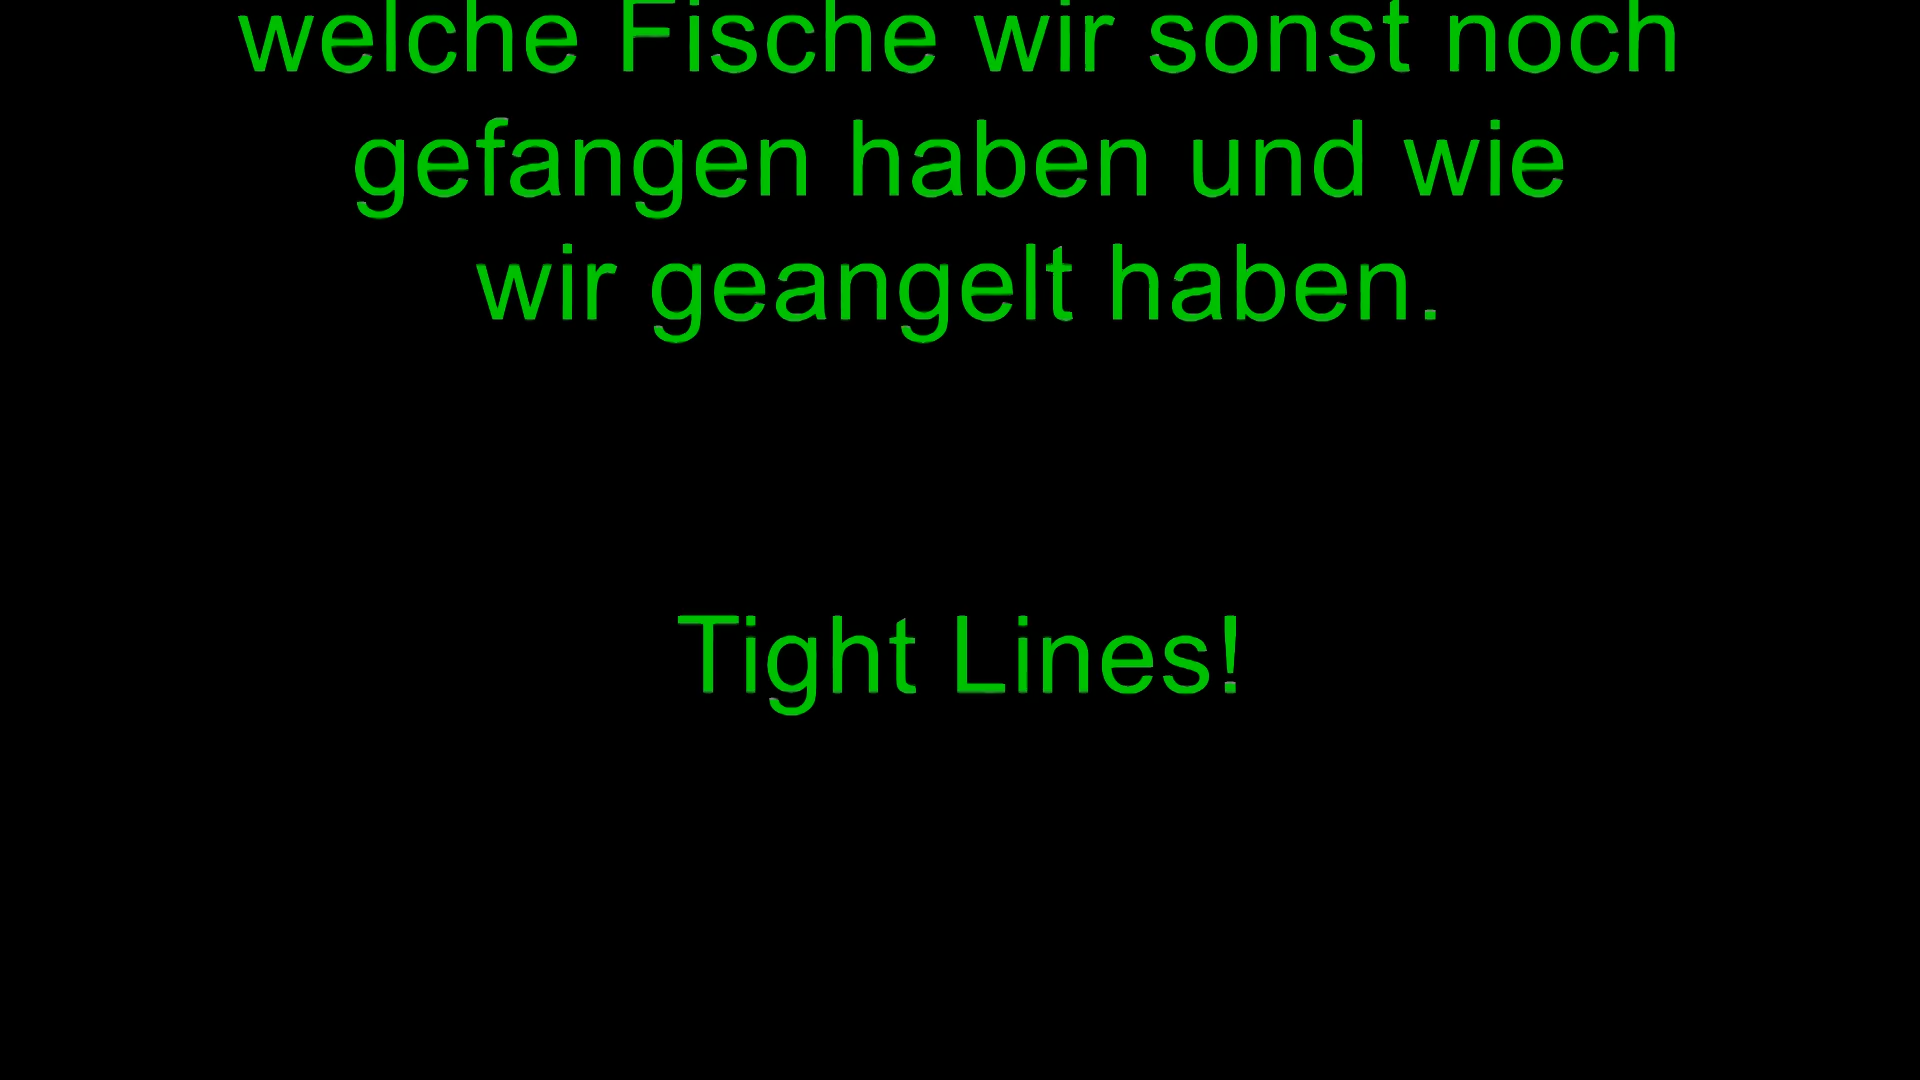 welche Fische wir sonst noch
gefangen haben und wie
wir geangelt haben.
Tight Lines!